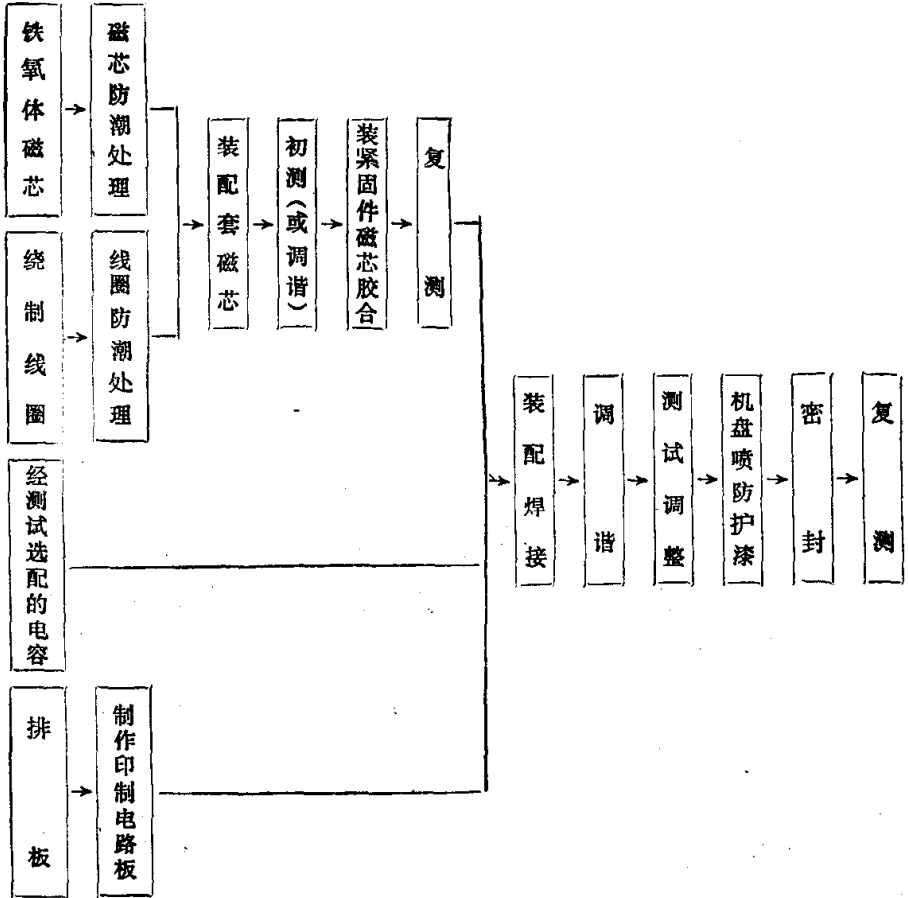 铁氧体磁芯
磁芯防潮处理
绕制线圈
线圈防潮处理
装配套磁芯
初测(或调谐)
装紧固件磁芯胶合
复测
经测试选配的电容
排板
制作印制电路板
装配焊接
调谐
测试调整
机盘喷防护漆
密封
复测